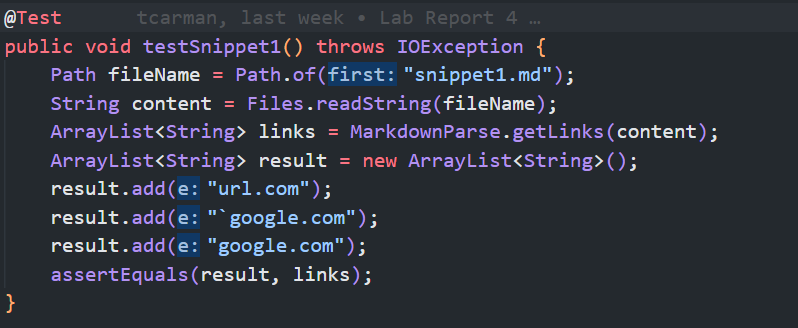 @Test tcarman, last week • Lab Report 4 …
public void testSnippet1() throws IOException {
Path fileName = Path.of(first: "snippet1.md");
String content = Files.readString(fileName);
ArrayList<String> links = MarkdownParse.getLinks(content);
ArrayList<String> result = new ArrayList<String>();
result.add(e: "url.com");
result.add(e: "`google.com");
result.add(e: "google.com");
assertEquals(result, links);
}